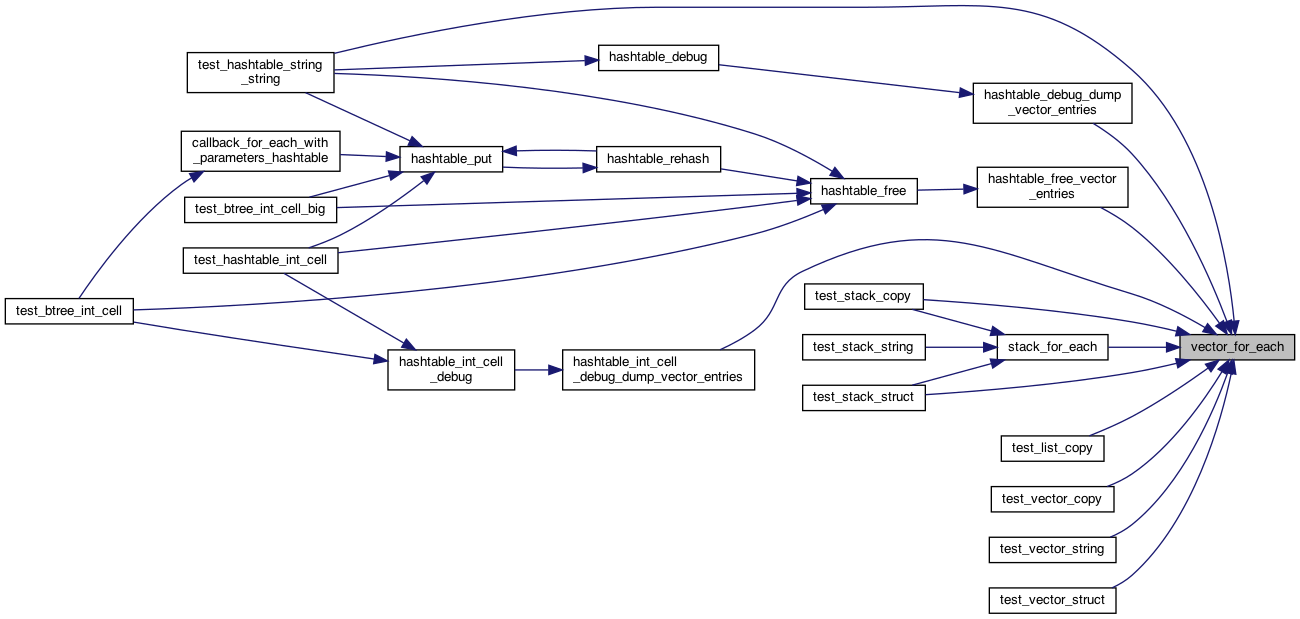 test_hashtable_string
_string
hashtable_debug
hashtable_debug_dump
_vector_entries
callback_for_each_with
_parameters_hashtable
hashtable_put
hashtable_rehash
hashtable_free
hashtable_free_vector
_entries
test_btree_int_cell_big
test_hashtable_int_cell
test_btree_int_cell
hashtable_int_cell
_debug
hashtable_int_cell
_debug_dump_vector_entries
test_stack_copy
test_stack_string
stack_for_each
vector_for_each
test_stack_struct
test_list_copy
test_vector_copy
test_vector_string
test_vector_struct